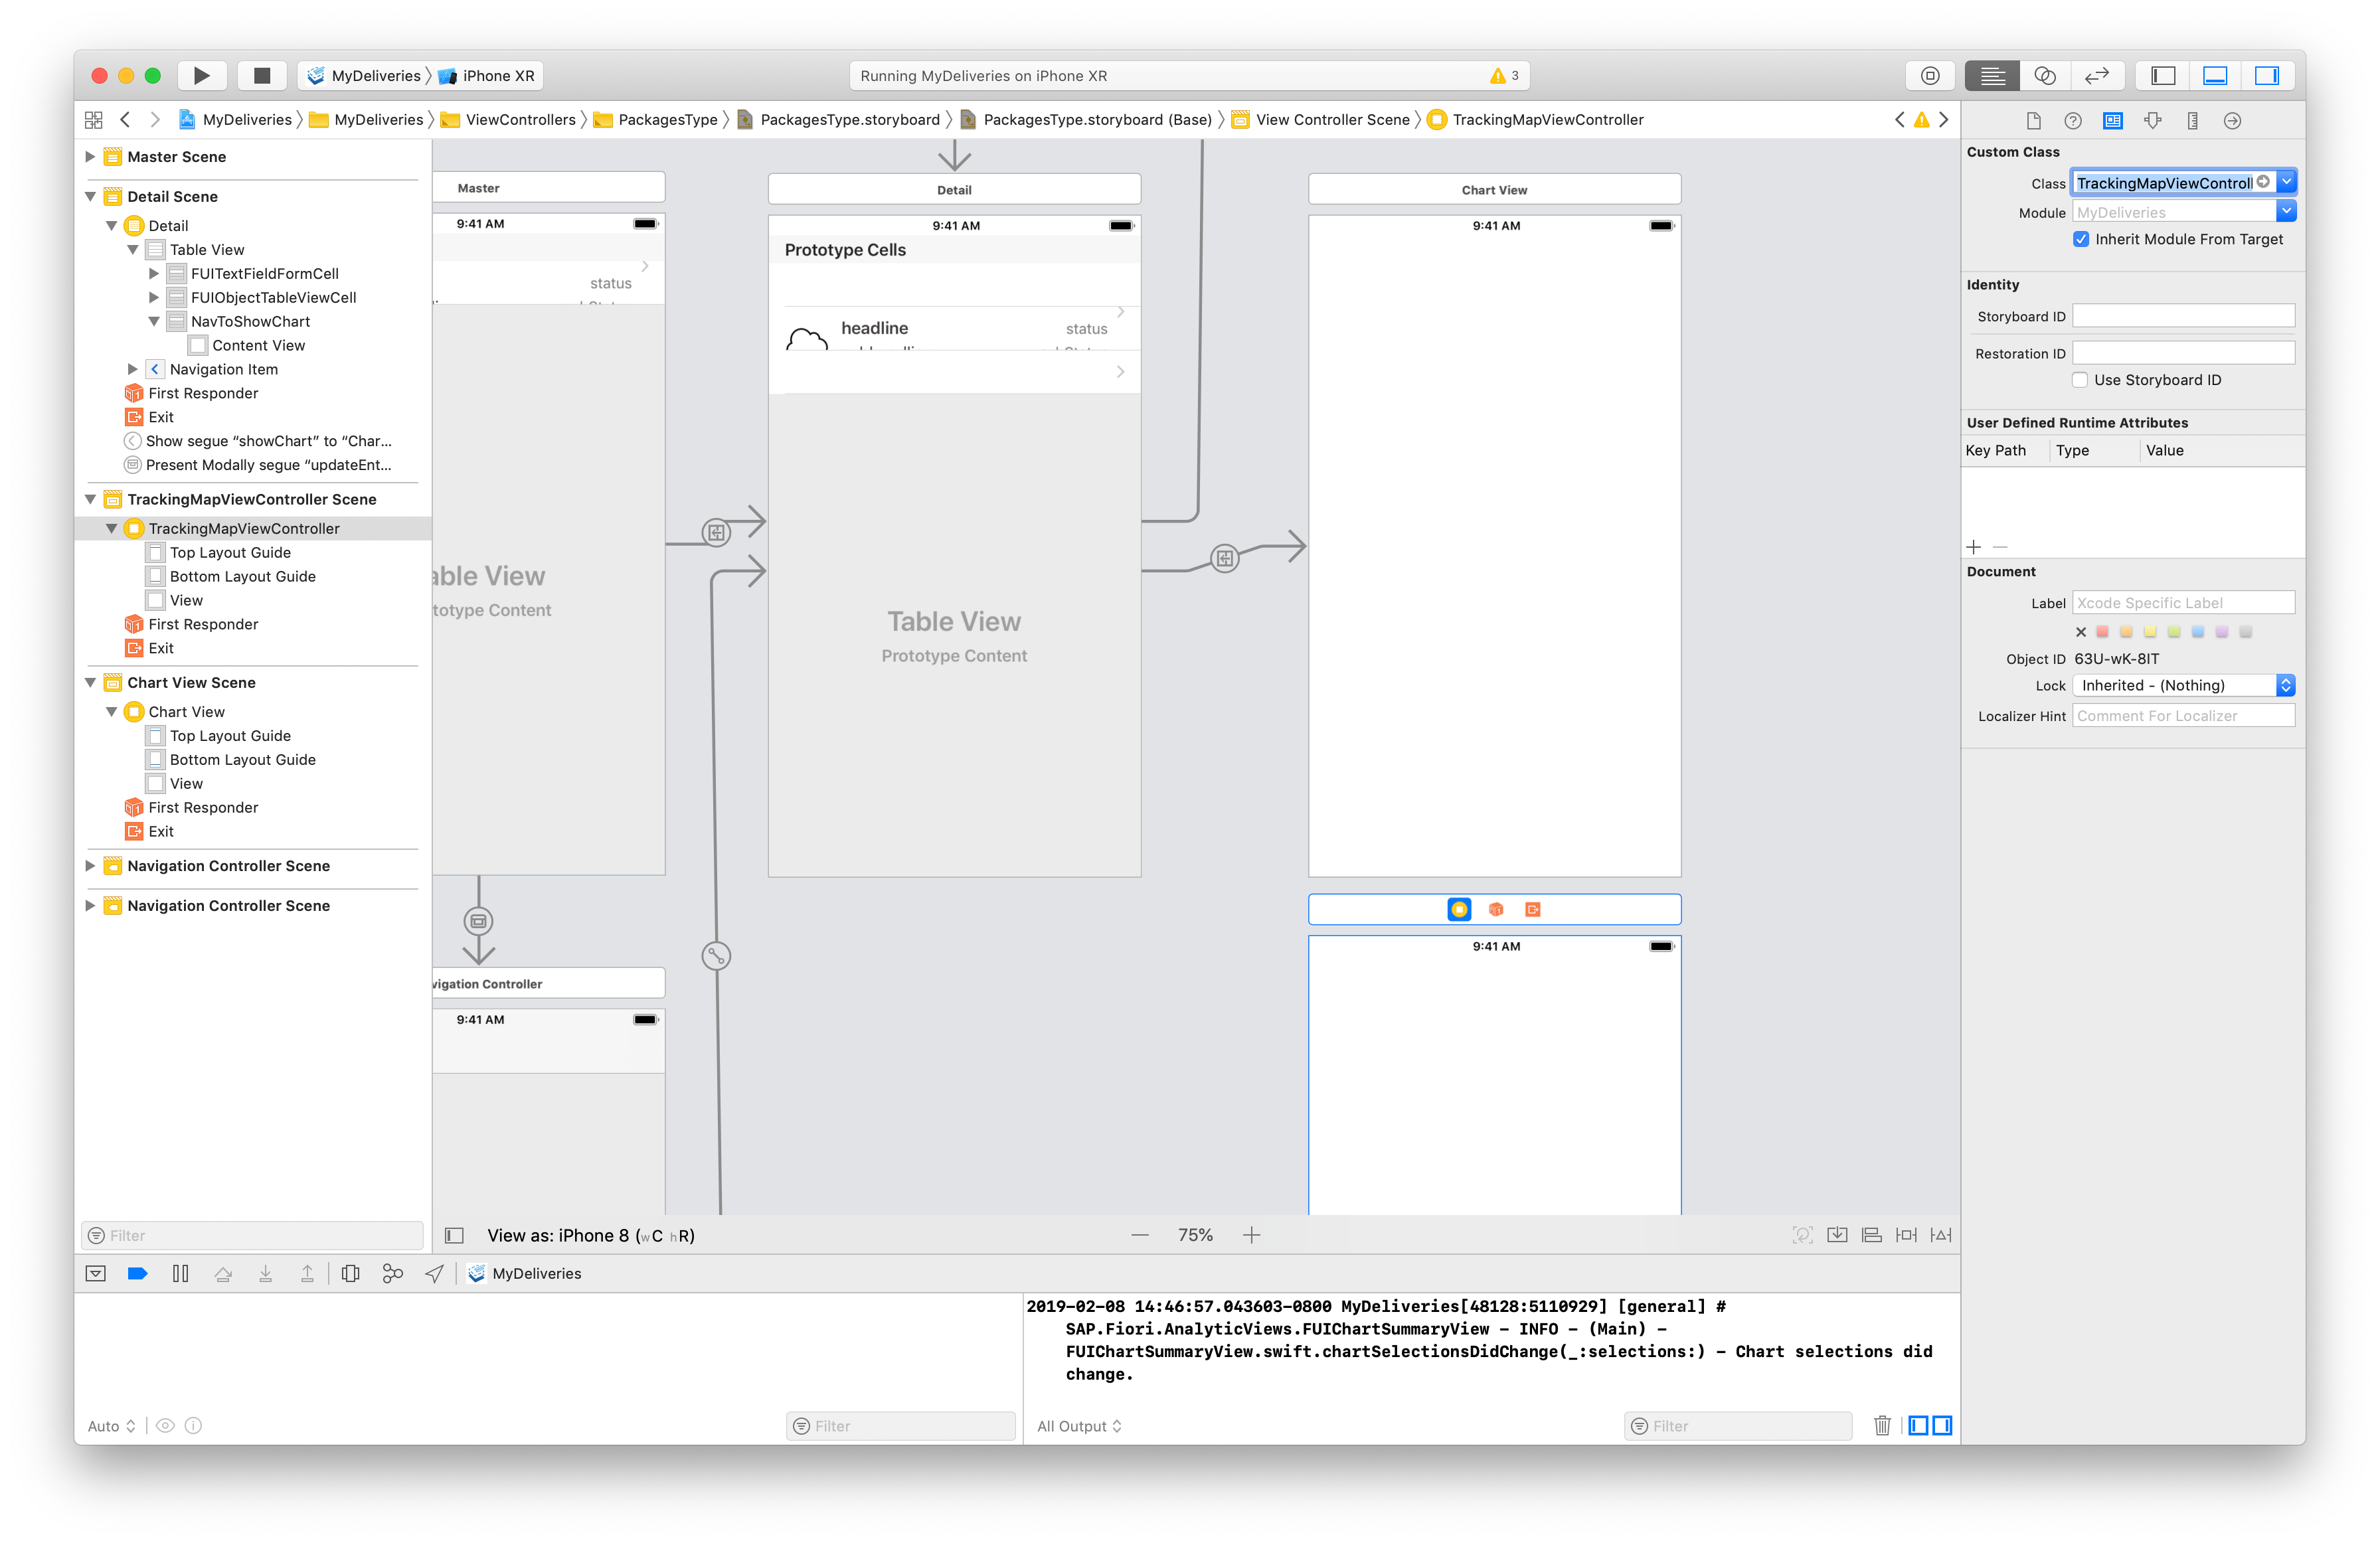 MyDeliveries iPhone XR
Running MyDeliveries on iPhone XR 3
MyDeliveries MyDeliveries ViewControllers PackagesType PackagesType.storyboard PackagesType.storyboard (Base) View Controller Scene TrackingMapViewController
Master Scene
Detail Scene
Detail
Table View
FUITextFieldFormCell
FUIObjectTableViewCell
NavToShowChart
Content View
Navigation Item
First Responder
Exit
Show segue “showChart” to “Char...
Present Modally segue “updateEnt...
TrackingMapViewController Scene
TrackingMapViewController
Top Layout Guide
Bottom Layout Guide
View
First Responder
Exit
Chart View Scene
Chart View
Top Layout Guide
Bottom Layout Guide
View
First Responder
Exit
Navigation Controller Scene
Navigation Controller Scene
Filter
Master
9:41 AM
status
able View
totype Content
vigation Controller
9:41 AM
Detail
9:41 AM
Prototype Cells
headline
status
Table View
Prototype Content
Chart View
9:41 AM
9:41 AM
View as: iPhone 8 (wC hR)
75%
Custom Class
Class TrackingMapViewControll
Module MyDeliveries
Inherit Module From Target
Identity
Storyboard ID
Restoration ID
Use Storyboard ID
User Defined Runtime Attributes
Key Path Type Value
Document
Label Xcode Specific Label
Object ID 63U-wK-8IT
Lock Inherited - (Nothing)
Localizer Hint Comment For Localizer
MyDeliveries
2019-02-08 14:46:57.043603-0800 MyDeliveries[48128:5110929] [general] #
SAP.Fiori.AnalyticViews.FUIChartSummaryView - INFO - (Main) -
FUIChartSummaryView.swift.chartSelectionsDidChange(_:selections:) - Chart selections did
change.
Auto
Filter
All Output
Filter